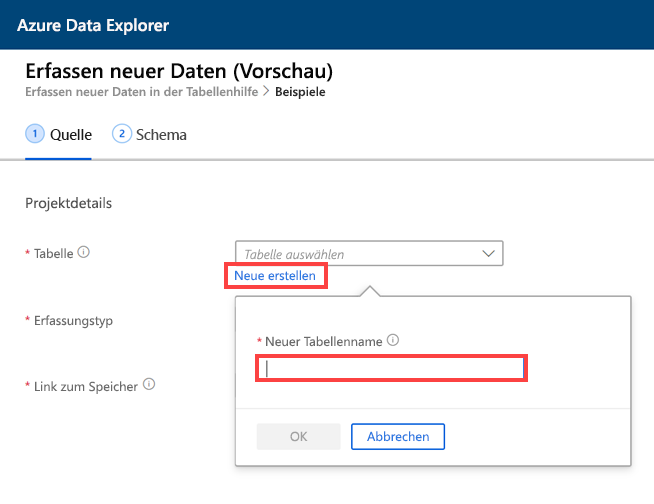 Azure Data Explorer
Erfassen neuer Daten (Vorschau)
Erfassen neuer Daten in der Tabellenhilfe > Beispiele
1 Quelle 2 Schema
Projektdetails
* Tabelle Tabelle auswählen
Neue erstellen
* Erfassungstyp
* Neuer Tabellenname
* Link zum Speicher
OK Abbrechen